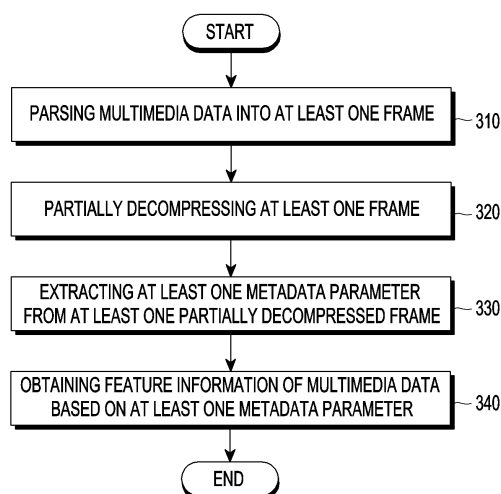 START
PARSING MULTIMEDIA DATA INTO AT LEAST ONE FRAME
310
PARTIALLY DECOMPRESSING AT LEAST ONE FRAME
320
EXTRACTING AT LEAST ONE METADATA PARAMETER
FROM AT LEAST ONE PARTIALLY DECOMPRESSED FRAME
330
OBTAINING FEATURE INFORMATION OF MULTIMEDIA DATA
BASED ON AT LEAST ONE METADATA PARAMETER
340
END